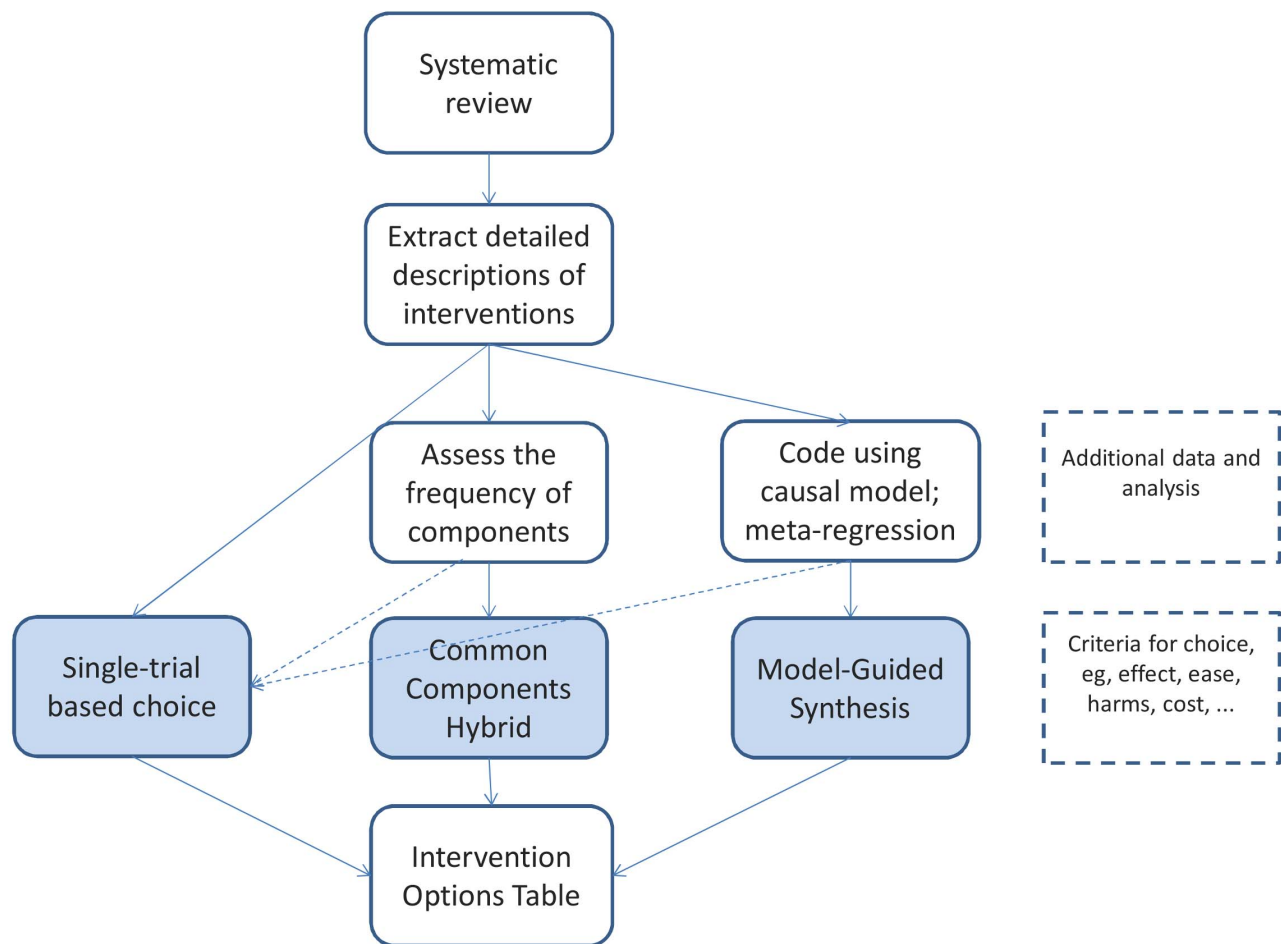 Systematic
review
Extract detailed
descriptions of
interventions
Assess the
frequency of
components
Code using
causal model;
meta-regression
Additional data and
analysis
Single-trial
based choice
Common
Components
Hybrid
Model-Guided
Synthesis
Criteria for choice,
eg, effect, ease,
harms, cost, ...
Intervention
Options Table